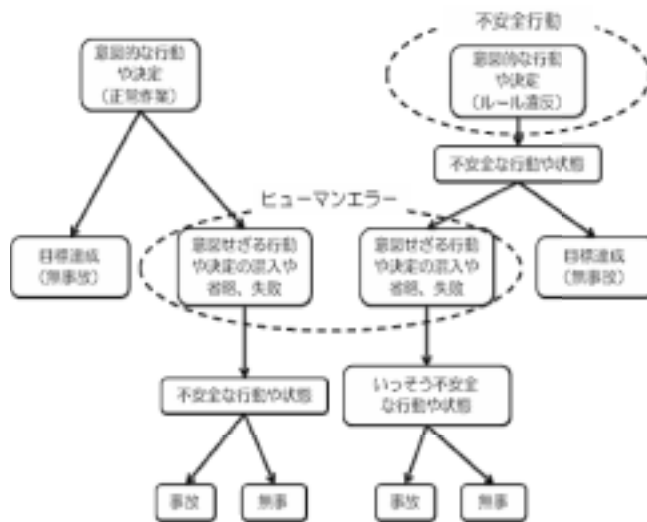 不安全行動
意図的な行動
や決定
(正常作業)
意図的な行動
や決定
(ルール違反)
不安全な行動や状態
ヒューマンエラー
目標達成
(無事故)
意図せざる行動
や決定の混入や
省略、失敗
意図せざる行動
や決定の混入や
省略、失敗
目標達成
(無事故)
不安全な行動や状態
いっそう不安全
な行動や状態
事故
無事
事故
無事